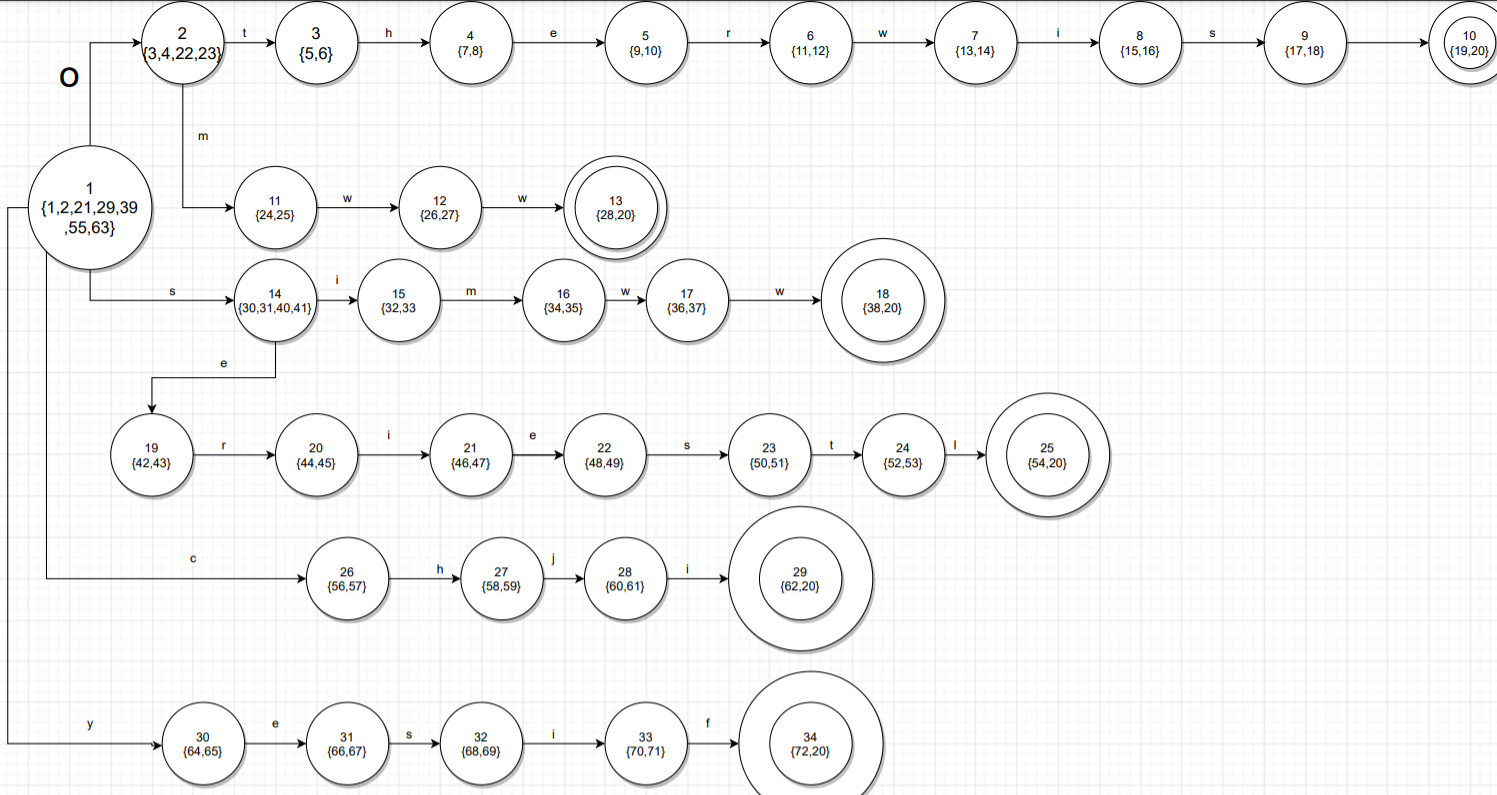 O
2
{3,4,22,23}
t
3
{5,6}
h
4
{7,8}
e
5
{9,10}
r
6
{11,12}
w
7
{13,14}
i
8
{15,16}
s
9
{17,18}
10
{19,20}
m
1
{1,2,21,29,39
,55,63}
11
{24,25}
w
12
{26,27}
w
13
{28,20}
s
14
{30,31,40,41}
i
15
{32,33
m
16
{34,35}
w
17
{36,37}
w
18
{38,20}
e
19
{42,43}
r
20
{44,45}
i
21
{46,47}
e
22
{48,49}
s
23
{50,51}
t
24
{52,53}
l
25
{54,20}
c
26
{56,57}
h
27
{58,59}
j
28
{60,61}
i
29
{62,20}
y
30
{64,65}
e
31
{66,67}
s
32
{68,69}
i
33
{70,71}
f
34
{72,20}